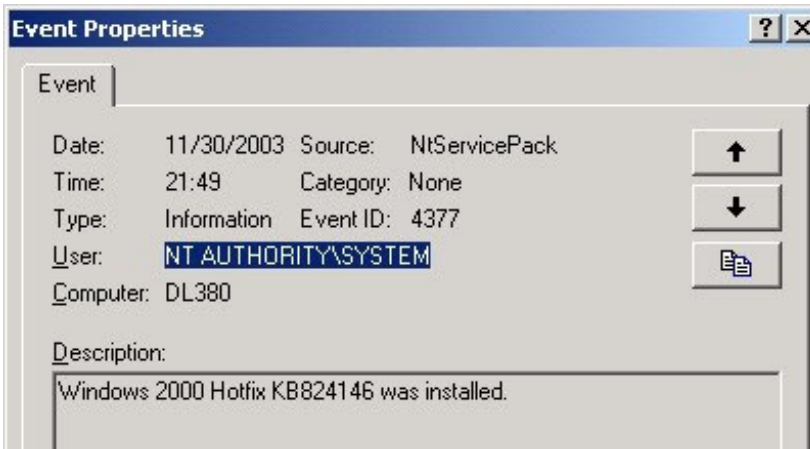 Event Properties
Event
Date: 11/30/2003 Source: NtServicePack
Time: 21:49 Category: None
Type: Information Event ID: 4377
User: NT AUTHORITY\SYSTEM
Computer: DL380
Description:
Windows 2000 Hotfix KB824146 was installed.